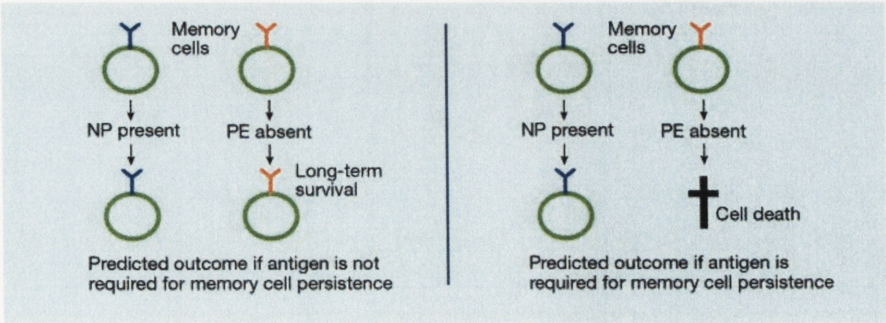 Memory
cells
NP present
PE absent
Long-term
survival
Predicted outcome if antigen is not
required for memory cell persistence
Memory
cells
NP present
PE absent
Cell death
Predicted outcome if antigen is
required for memory cell persistence